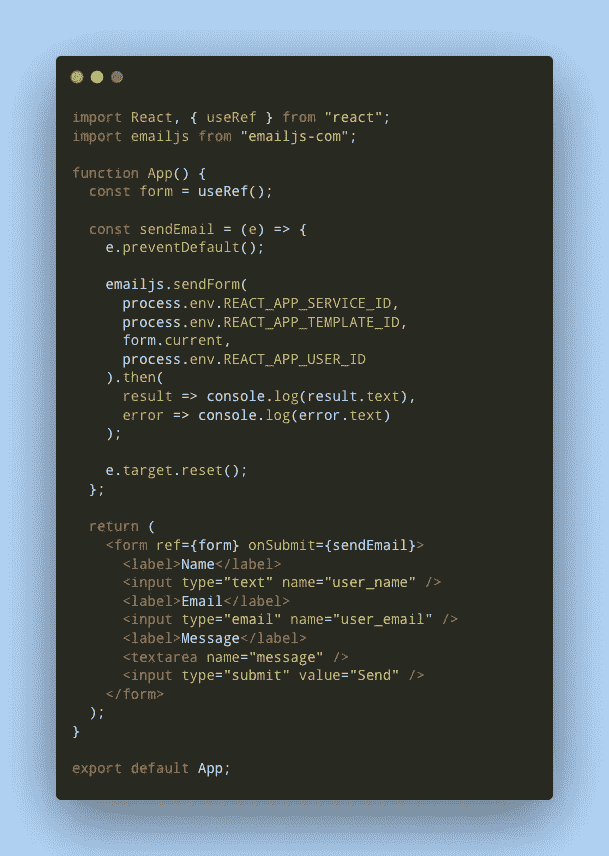 import React, { useRef } from "react";
import emailjs from "emailjs-com";
function App() {
const form = useRef();
const sendEmail = (e) => {
e.preventDefault();
emailjs.sendForm(
process.env.REACT_APP_SERVICE_ID,
process.env.REACT_APP_TEMPLATE_ID,
form.current,
process.env.REACT_APP_USER_ID
).then(
result => console.log(result.text),
error => console.log(error.text)
);
e.target.reset();
};
return (
<form ref={form} onSubmit={sendEmail}>
<label>Name</label>
<input type="text" name="user_name" />
<label>Email</label>
<input type="email" name="user_email" />
<label>Message</label>
<textarea name="message" />
<input type="submit" value="Send" />
</form>
);
}
export default App;